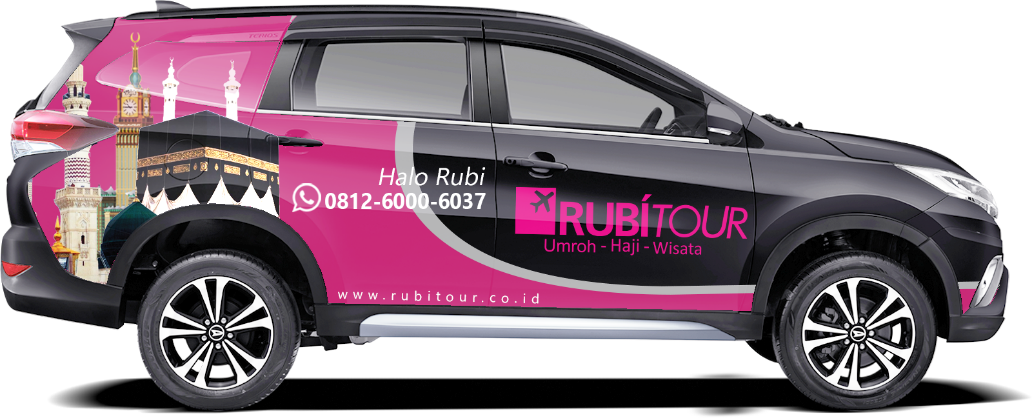 Halo Rubi
0812-6000-6037
RUBÍTOUR
Umroh - Haji - Wisata
www.rubitour.co.id